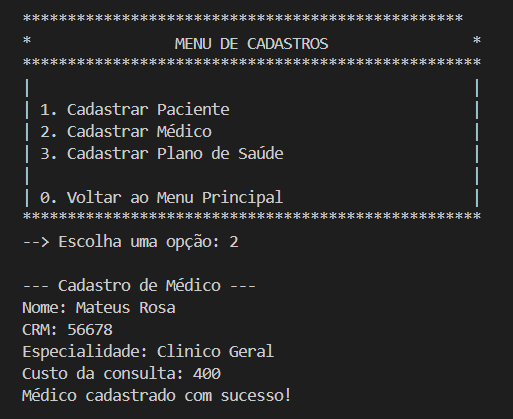 *************************************************
*                MENU DE CADASTROS                *
***************************************************
|                                                 |
| 1. Cadastrar Paciente                           |
| 2. Cadastrar Médico                             |
| 3. Cadastrar Plano de Saúde                     |
|                                                 |
| 0. Voltar ao Menu Principal                     |
***************************************************
--> Escolha uma opção: 2

--- Cadastro de Médico ---
Nome: Mateus Rosa
CRM: 56678
Especialidade: Clinico Geral
Custo da consulta: 400
Médico cadastrado com sucesso!